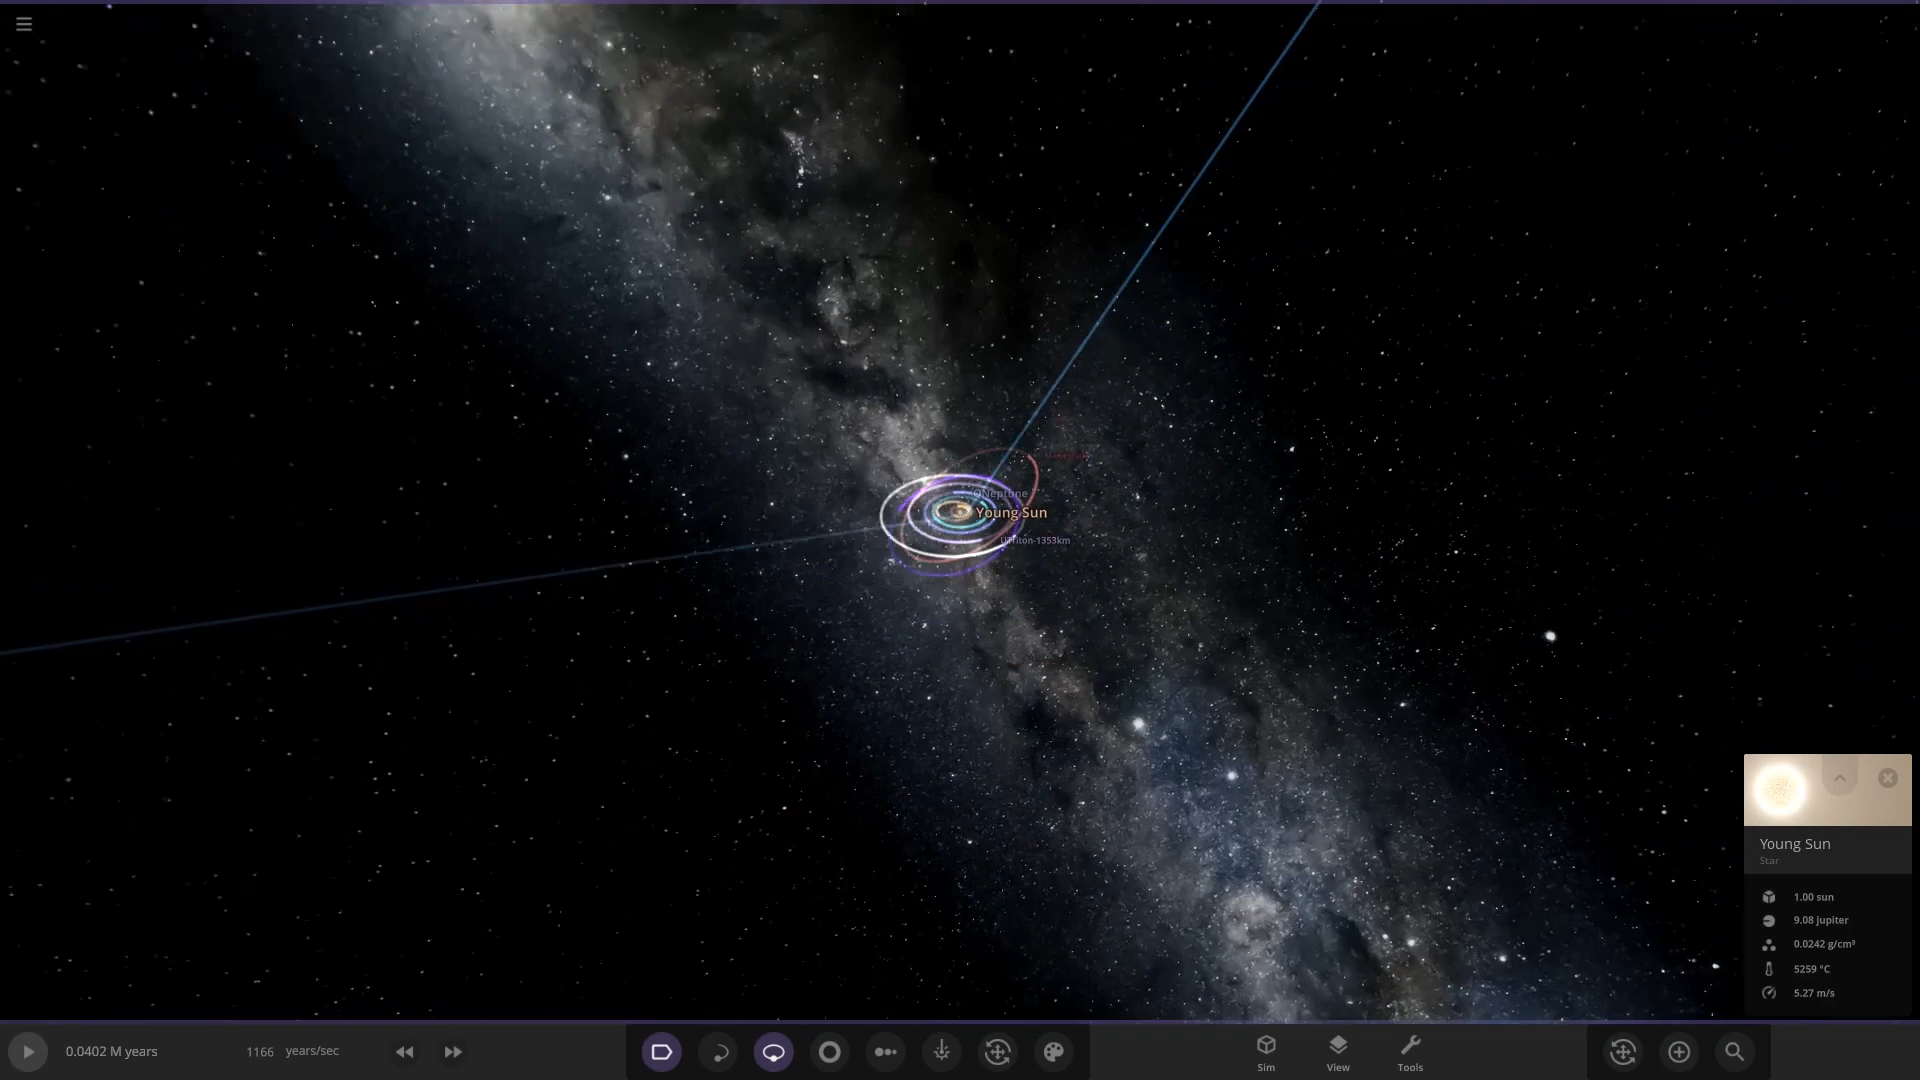 Neptune
Young Sun
Triton-1353km
Young Sun
Star
1.00 sun
9.08 jupiter
0.0242 g/cm³
5259 °C
5.27 m/s
0.0402 M years
1166 years/sec
Sim
View
Tools